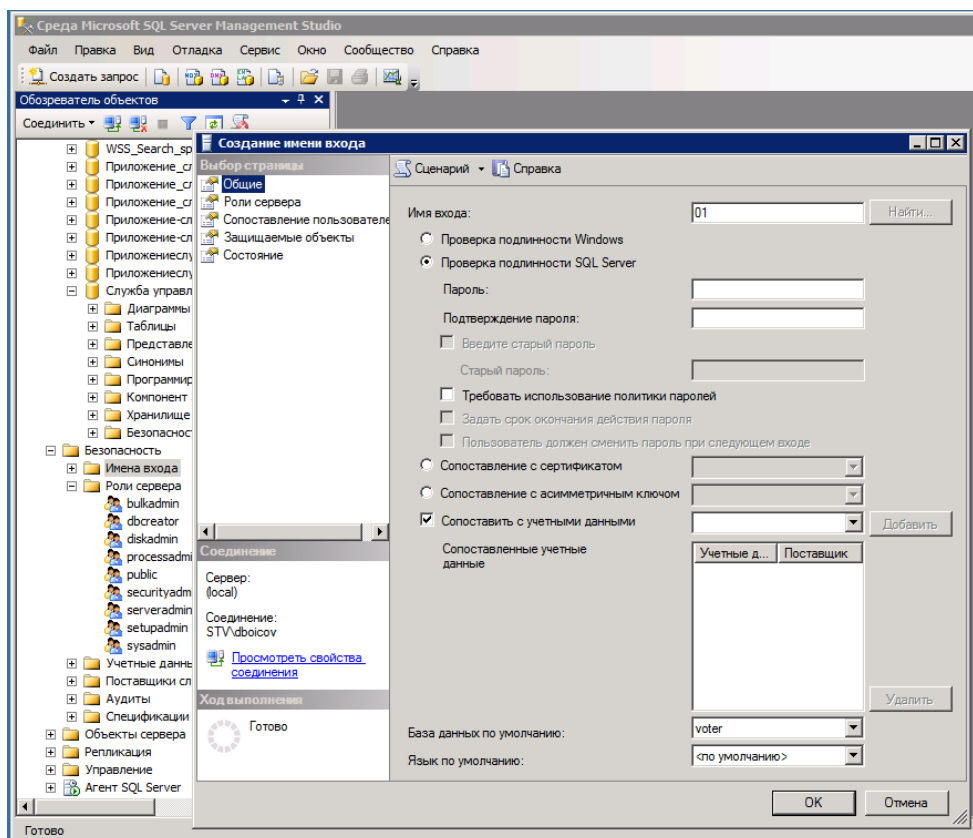 Среда Microsoft SQL Server Management Studio
Файл Правка Вид Отладка Сервис Окно Сообщество Справка
Создать запрос
Обозреватель объектов
Соединить
WSS_Search_sp
Приложение_сл
Приложение_сл
Приложение_сл
Приложение-сл
Приложение-сл
Приложениеслу
Приложениеслу
Служба управл
Диаграммы
Таблицы
Представле
Синонимы
Программир
Компонент
Хранилище
Безопаснос
Безопасность
Имена входа
Роли сервера
bulkadmin
dbcreator
diskadmin
processadmi
public
securityadm
serveradmin
setupadmin
sysadmin
Учетные данны
Поставщики сл
Аудиты
Спецификации
Объекты сервера
Репликация
Управление
Агент SQL Server
Готово
Создание имени входа
Выбор страницы
Общие
Роли сервера
Сопоставление пользователе
Защищаемые объекты
Состояние
Соединение
Сервер:
(local)
Соединение:
STV\dboicov
Просмотреть свойства
соединения
Ход выполнения
Готово
Сценарий Справка
Имя входа: 01 Найти...
Проверка подлинности Windows
Проверка подлинности SQL Server
Пароль:
Подтверждение пароля:
Введите старый пароль
Старый пароль:
Требовать использование политики паролей
Задать срок окончания действия пароля
Пользователь должен сменить пароль при следующем входе
Сопоставление с сертификатом
Сопоставление с асимметричным ключом
Сопоставить с учетными данными Добавить
Сопоставленные учетные
данные
Учетные д... Поставщик
Удалить
База данных по умолчанию: voter
Язык по умолчанию: <по умолчанию>
OK Отмена